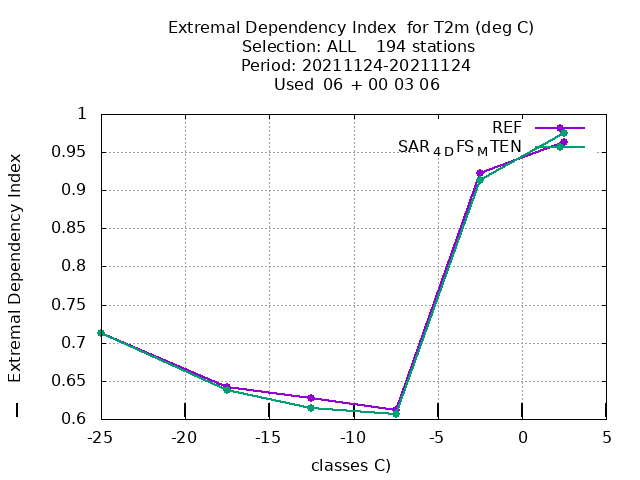 Extremal Dependency Index for T2m (deg C)
Selection: ALL 194 stations
Period: 20211124-20211124
Used 06 + 00 03 06
Extremal Dependency Index
1
0.95
0.9
0.85
0.8
0.75
0.7
0.65
0.6
REF
SAR4DFSMTEN
-25
-20
-15
-10
-5
0
5
classes C)